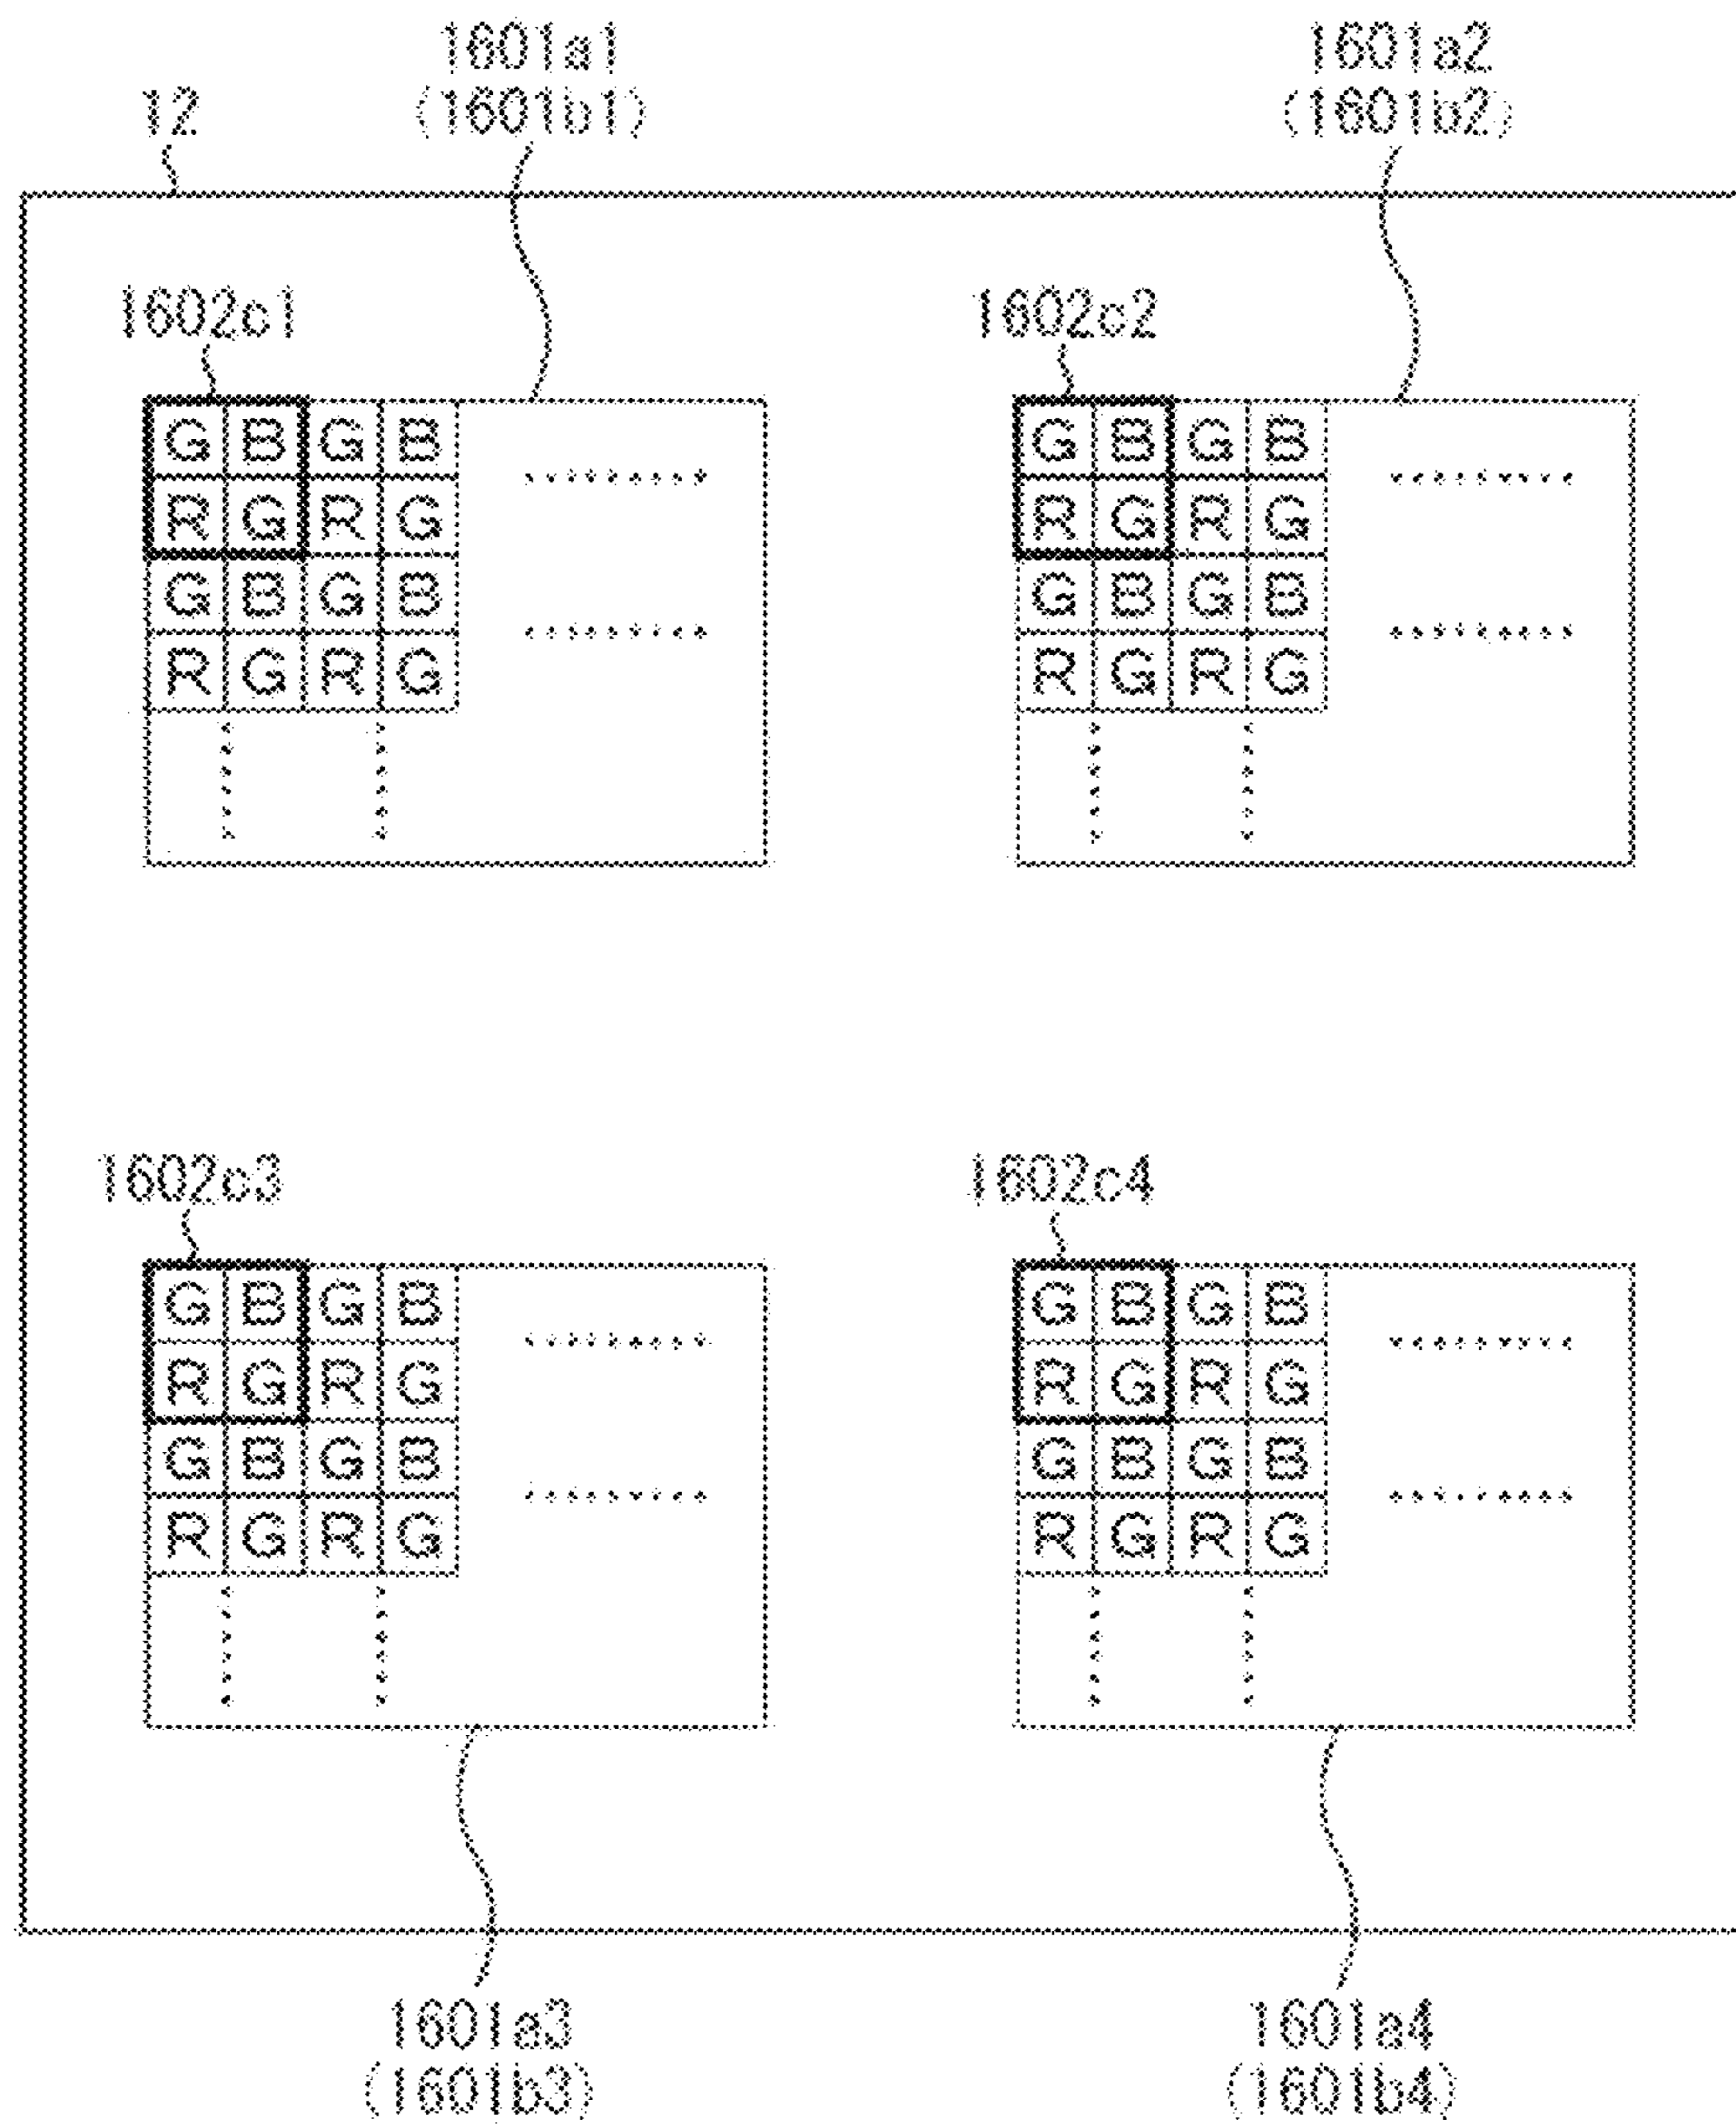 1601a1
(1601b1)
1601a2
(1601b2)
12
1602c1
1602c2
G B G B
R G R G
G B G B
R G R G
G B G B
R G R G
G B G B
R G R G
1602c3
1602c4
G B G B
R G R G
G B G B
R G R G
G B G B
R G R G
G B G B
R G R G
1601a3
(1601b3)
1601a4
(1601b4)